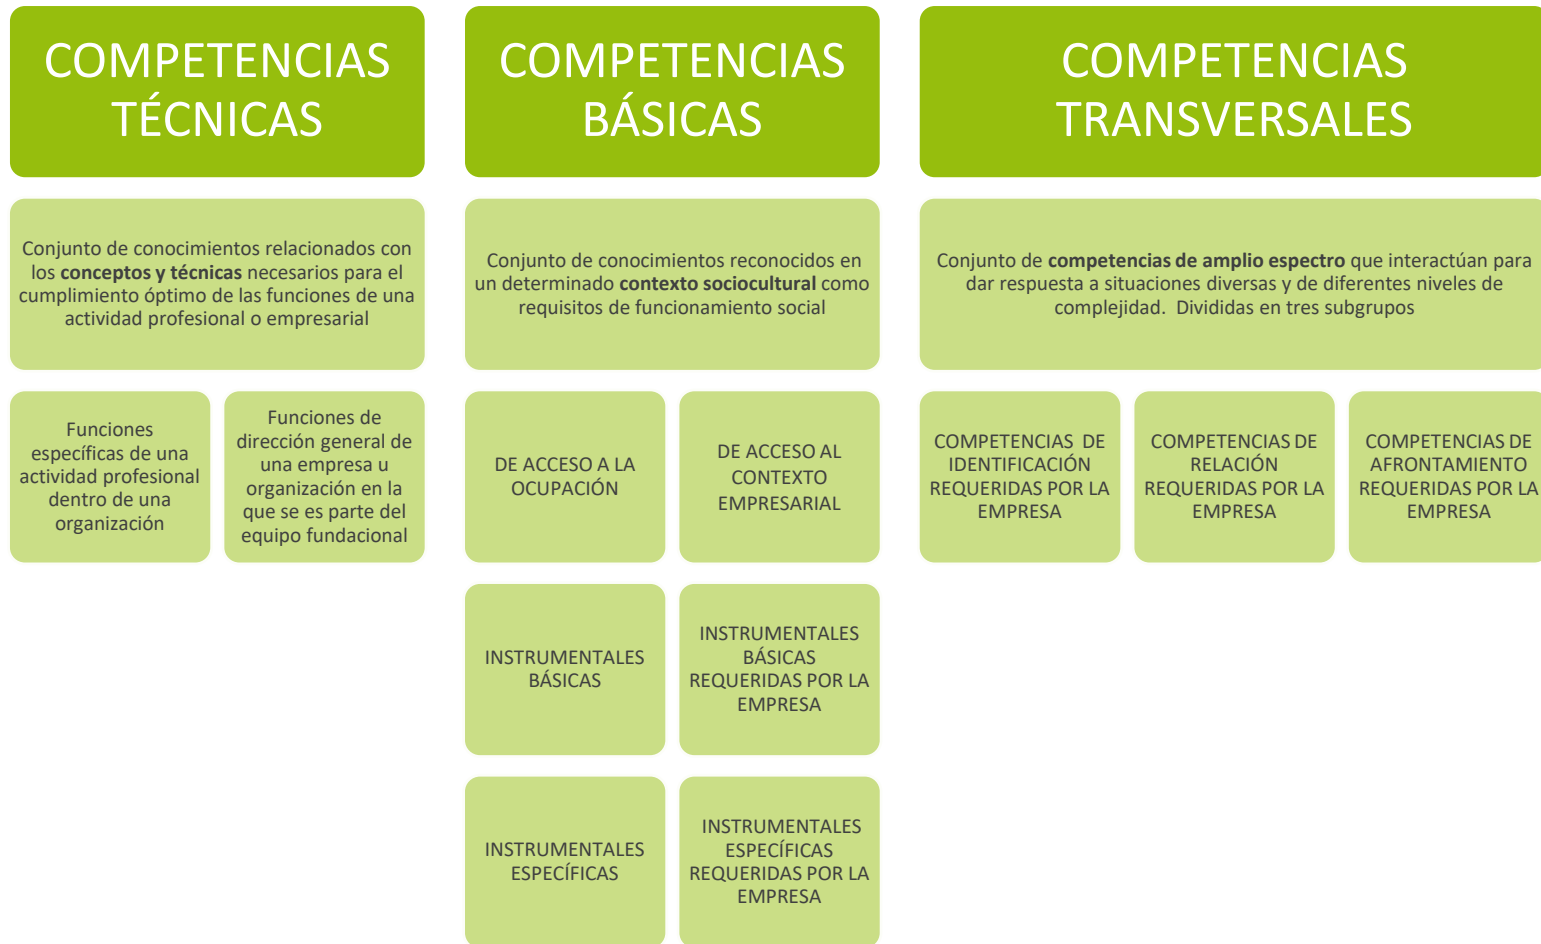 COMPETENCIAS
TÉCNICAS
Conjunto de conocimientos relacionados con
los conceptos y técnicas necesarios para el
cumplimiento óptimo de las funciones de una
actividad profesional o empresarial
Funciones
específicas de una
actividad profesional
dentro de una
organización
Funciones de
dirección general de
una empresa u
organización en la
que se es parte del
equipo fundacional
COMPETENCIAS
BÁSICAS
Conjunto de conocimientos reconocidos en
un determinado contexto sociocultural como
requisitos de funcionamiento social
DE ACCESO A LA
OCUPACIÓN
DE ACCESO AL
CONTEXTO
EMPRESARIAL
INSTRUMENTALES
BÁSICAS
INSTRUMENTALES
BÁSICAS
REQUERIDAS POR LA
EMPRESA
INSTRUMENTALES
ESPECÍFICAS
INSTRUMENTALES
ESPECÍFICAS
REQUERIDAS POR LA
EMPRESA
COMPETENCIAS
TRANSVERSALES
Conjunto de competencias de amplio espectro que interactúan para
dar respuesta a situaciones diversas y de diferentes niveles de
complejidad.  Divididas en tres subgrupos
COMPETENCIAS  DE
IDENTIFICACIÓN
REQUERIDAS POR LA
EMPRESA
COMPETENCIAS DE
RELACIÓN
REQUERIDAS POR LA
EMPRESA
COMPETENCIAS DE
AFRONTAMIENTO
REQUERIDAS POR LA
EMPRESA